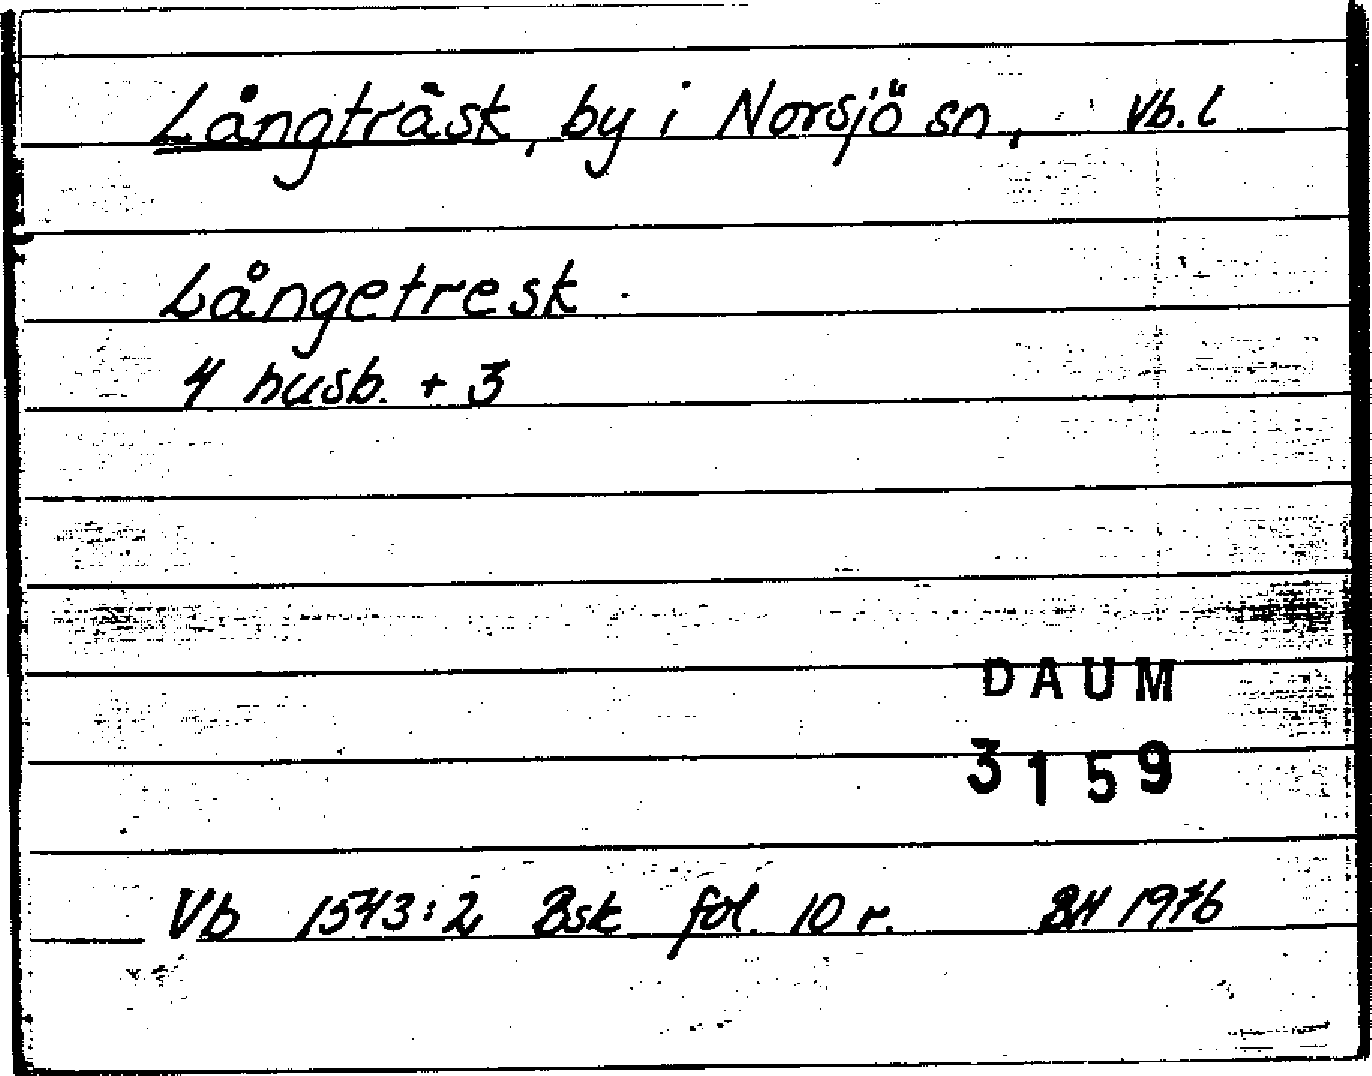 Långträsk, by i Norsjö sn, Vb. l
Långetresk
4 husb. + 3
DAUM
3159
Vb 1543:2 Bsk fol. 10 r. BH 1976